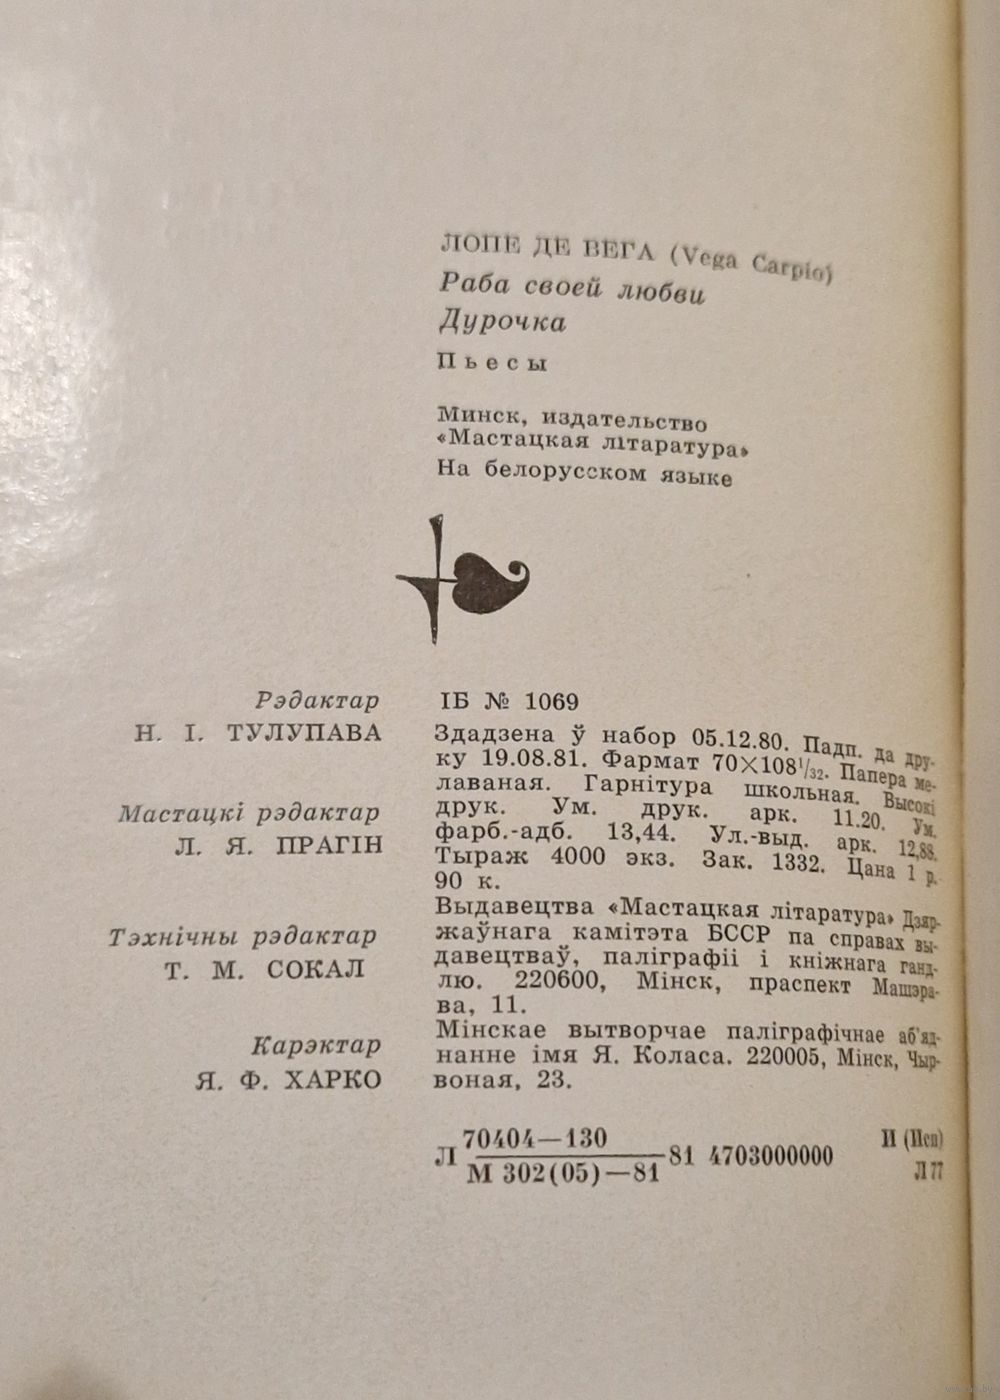 ЛОПЕ ДЕ ВЕГА (Vega Carpio)
Раба своей любви
Дурочка
Пьесы
Минск, издательство
«Мастацкая літаратура»
На белорусском языке
Рэдактар
Н. І. ТУЛУПАВА
Мастацкі рэдактар
Л. Я. ПРАГІН
Тэхнічны рэдактар
Т. М. СОКАЛ
Карэктар
Я. Ф. ХАРКО
ІБ № 1069
Здадзена ў набор 05.12.80. Падп. да дру-
ку 19.08.81. Фармат 70×108¹/₃₂. Папера ме-
лаваная. Гарнітура школьная. Высокі
друк. Ум. друк. арк. 11.20. Ум.
фарб.-адб. 13,44. Ул.-выд. арк. 12,88.
Тыраж 4000 экз. Зак. 1332. Цана 1 р.
90 к.
Выдавецтва «Мастацкая літаратура» Дзяр-
жаўнага камітэта БССР па справах вы-
давецтваў, паліграфіі і кніжнага ганд-
лю. 220600, Мінск, праспект Машэра-
ва, 11.
Мінскае вытворчае паліграфічнае аб'яд-
нанне імя Я. Коласа. 220005, Мінск, Чыр-
воная, 23.
Л 70404—130 / М 302(05)—81 81 4703000000
И (Исп)
Л 77